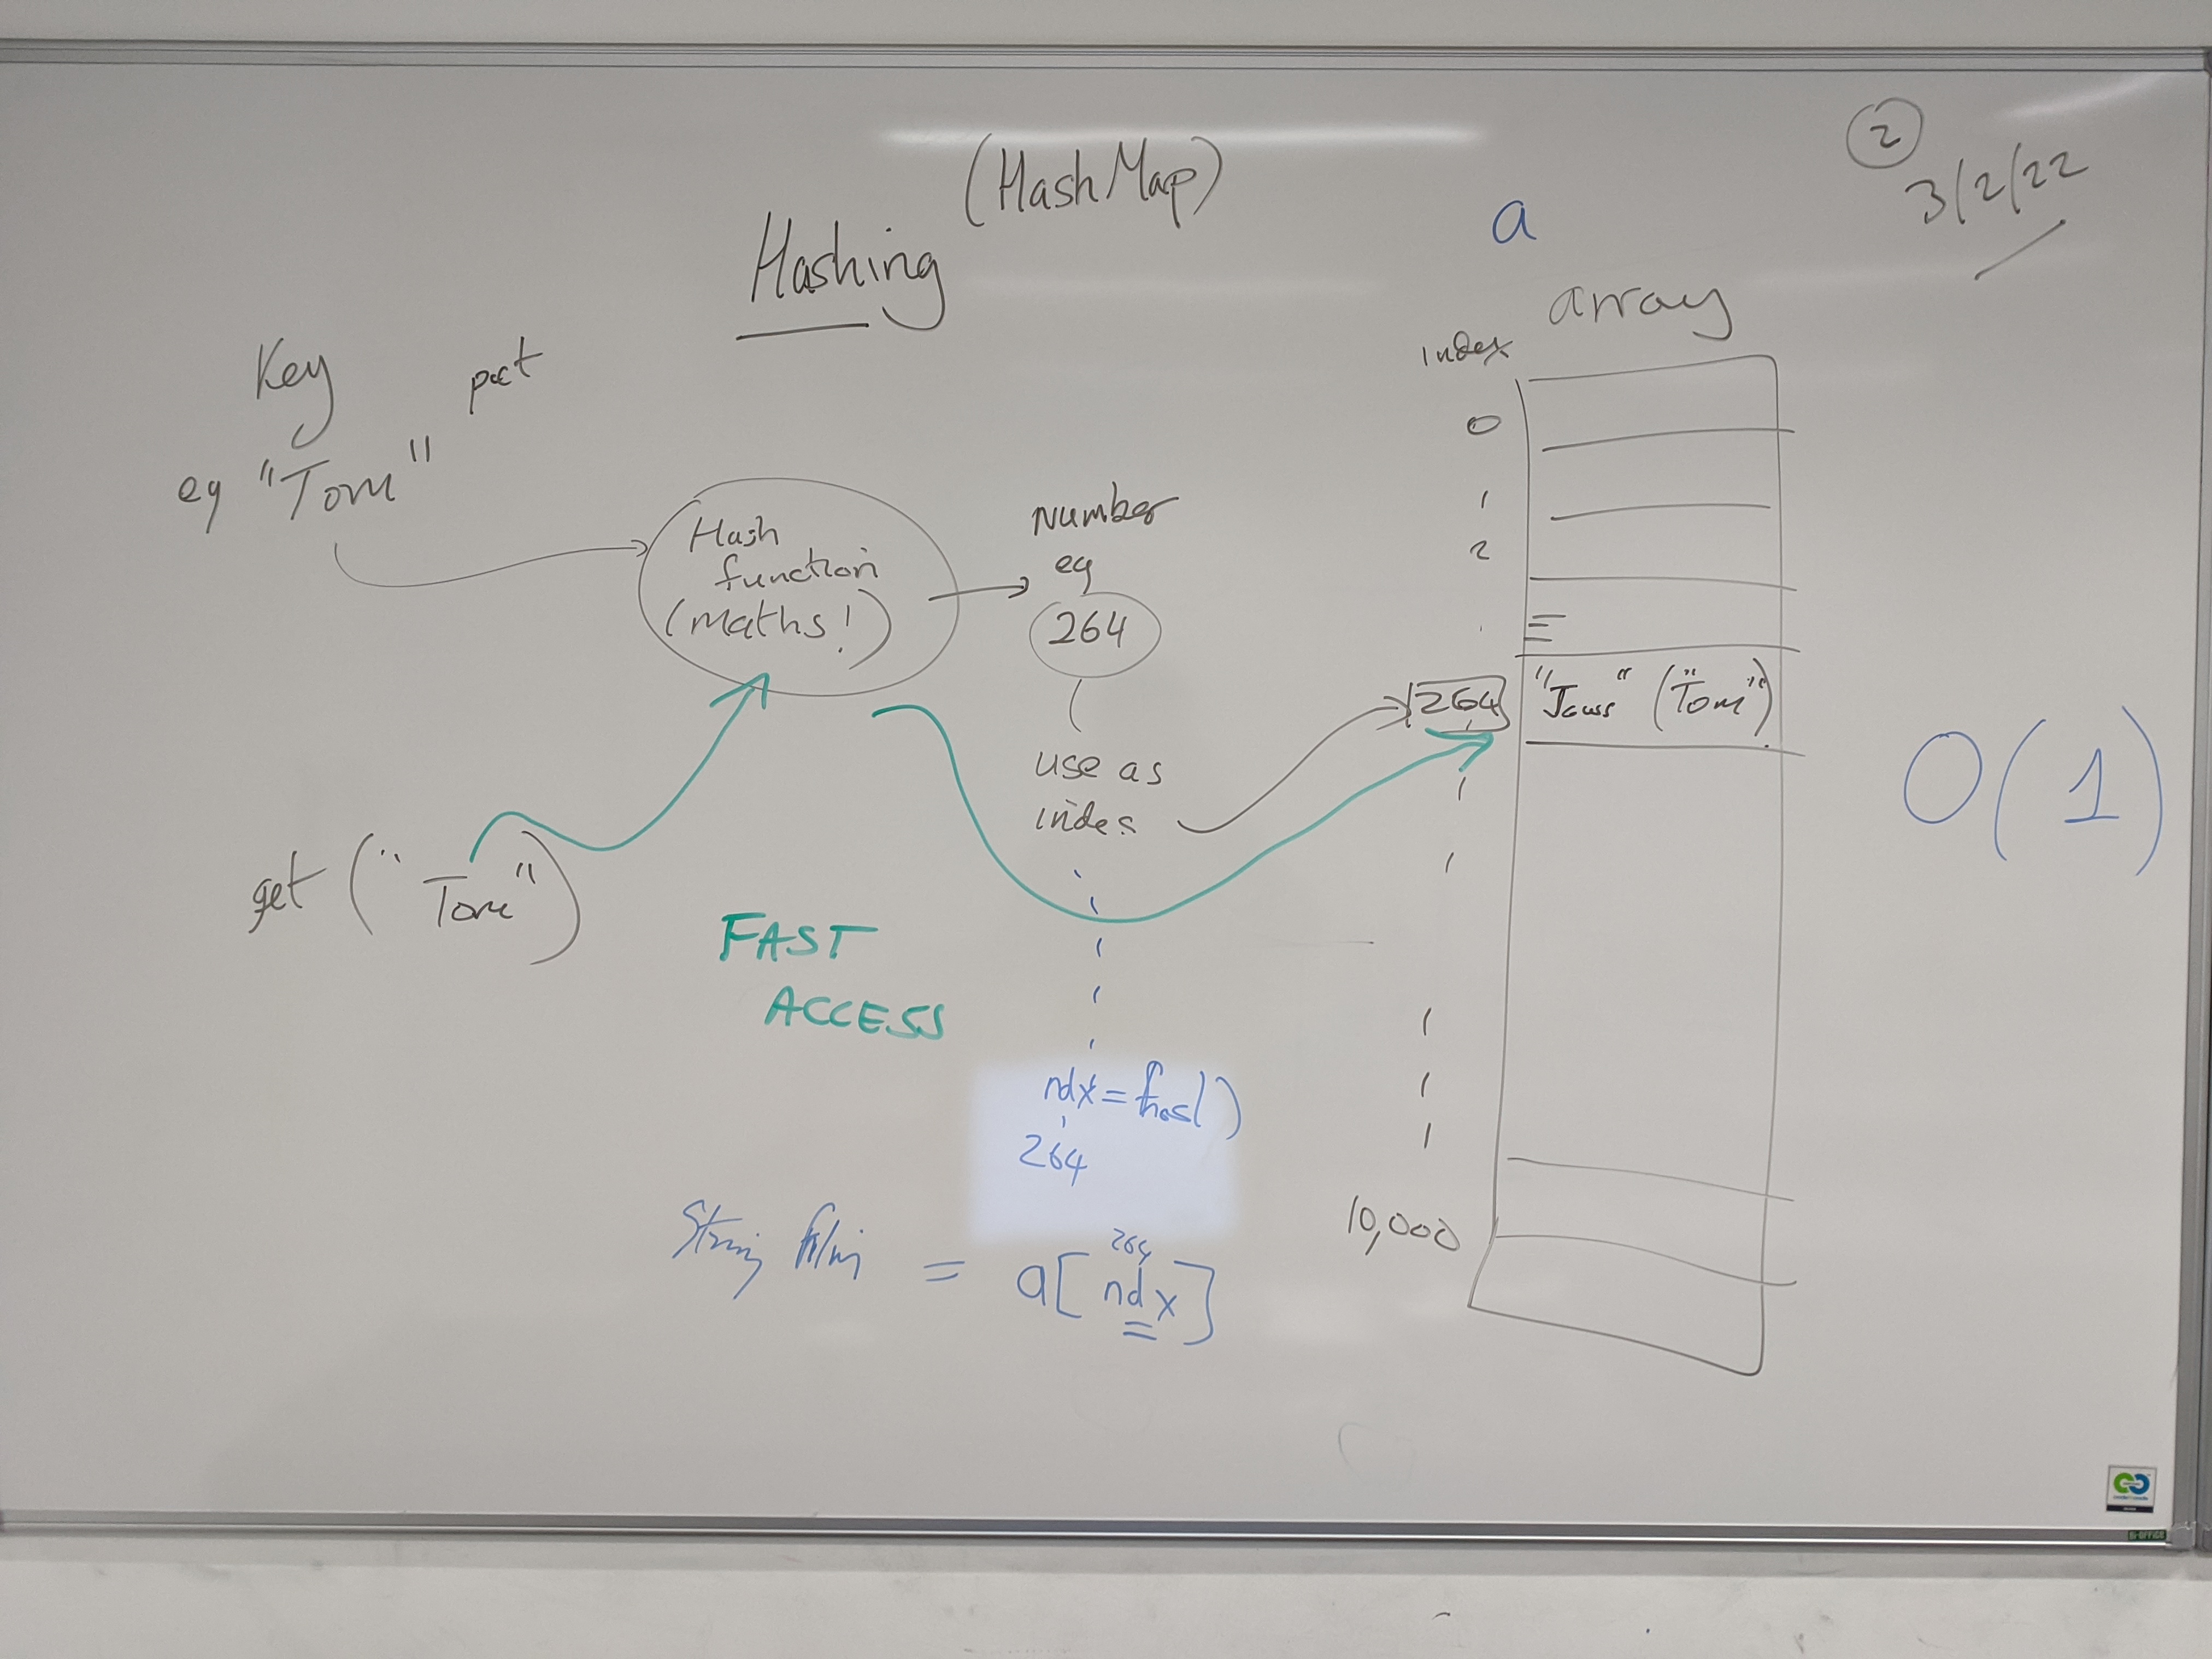 (HashMap)
Hashing
2
3/2/22
a
array
index
Key
put
eg "Tom"
0
1
2
Hash
function
(maths!)
Number
eg
264
use as
index
264
"Jaws" ("Tom")
O(1)
get ("Tom")
FAST
ACCESS
ndx = fhas()
264
String film = a[ndx]
264
10,000